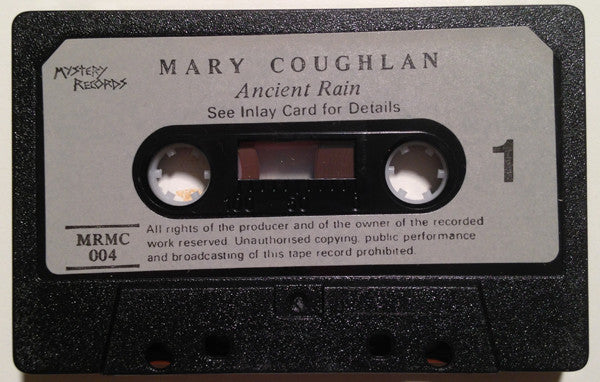 MYSTERY
RECORDS
MARY COUGHLAN
Ancient Rain
See Inlay Card for Details
1
MRMC
004
All rights of the producer and of the owner of the recorded
work reserved. Unauthorised copying, public performance
and broadcasting of this tape record prohibited.